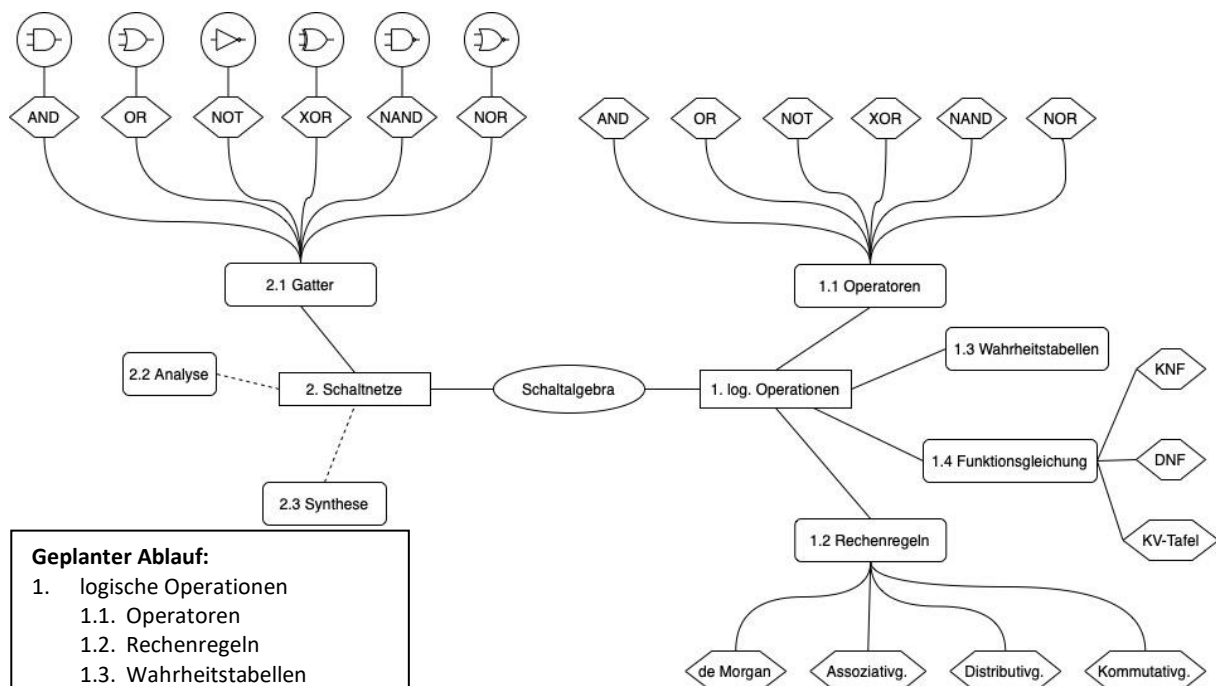 AND
OR
NOT
XOR
NAND
NOR
AND
OR
NOT
XOR
NAND
NOR
2.1 Gatter
1.1 Operatoren
1.3 Wahrheitstabellen
2.2 Analyse
2. Schaltnetze
Schaltalgebra
1. log. Operationen
KNF
1.4 Funktionsgleichung
DNF
2.3 Synthese
1.2 Rechenregeln
KV-Tafel
de Morgan
Assoziativg.
Distributivg.
Kommutativg.
Geplanter Ablauf:
1. logische Operationen
1.1. Operatoren
1.2. Rechenregeln
1.3. Wahrheitstabellen